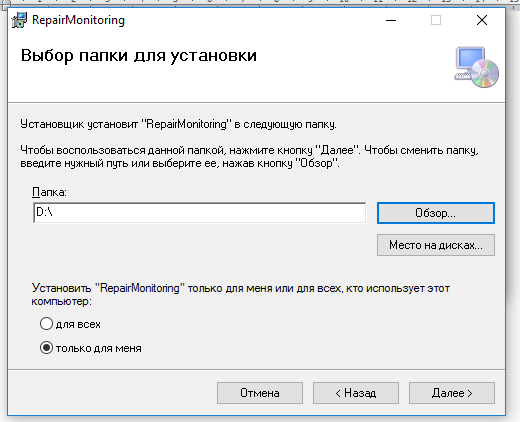 RepairMonitoring
Выбор папки для установки
Установщик установит "RepairMonitoring" в следующую папку.
Чтобы воспользоваться данной папкой, нажмите кнопку "Далее". Чтобы сменить папку,
введите нужный путь или выберите ее, нажав кнопку "Обзор".
Папка:
D:\
Обзор...
Место на дисках...
Установить "RepairMonitoring" только для меня или для всех, кто использует этот
компьютер:
для всех
только для меня
Отмена
< Назад
Далее >